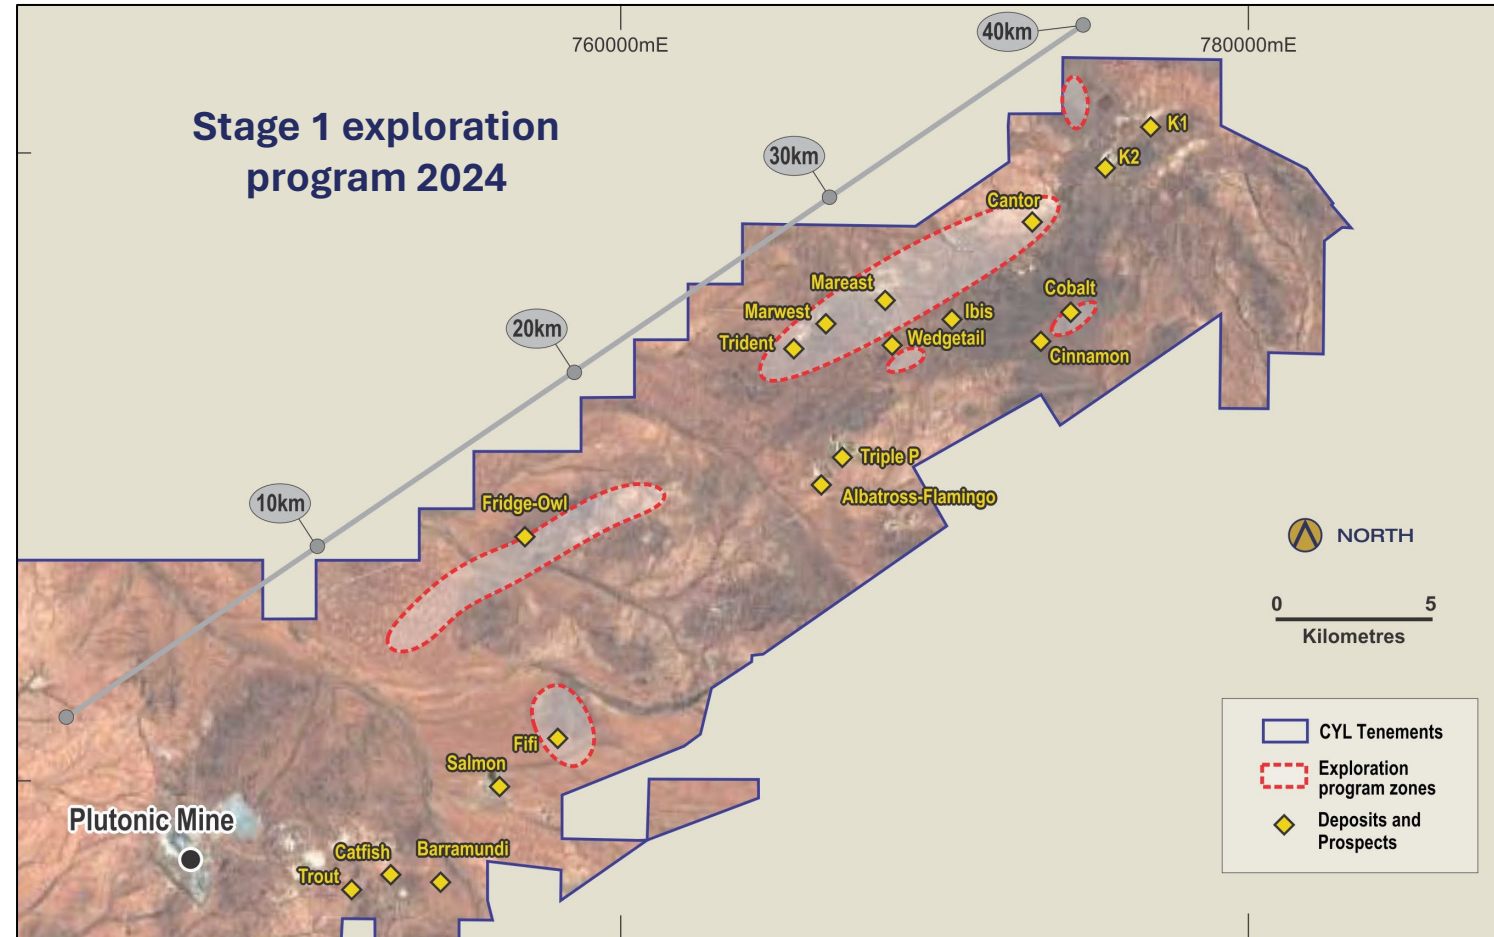 40km
760000mE
780000mE
Stage 1 exploration
program 2024
K1
30km
K2
Cantor
Mareast
Cobalt
Marwest
Ibis
20km
Trident
Wedgetail
Cinnamon
Triple P
Albatross-Flamingo
10km
Fridge-Owl
NORTH
0 5
Kilometres
Fifi
Salmon
CYL Tenements
Exploration
program zones
Deposits and
Prospects
Plutonic Mine
Catfish
Barramundi
Trout